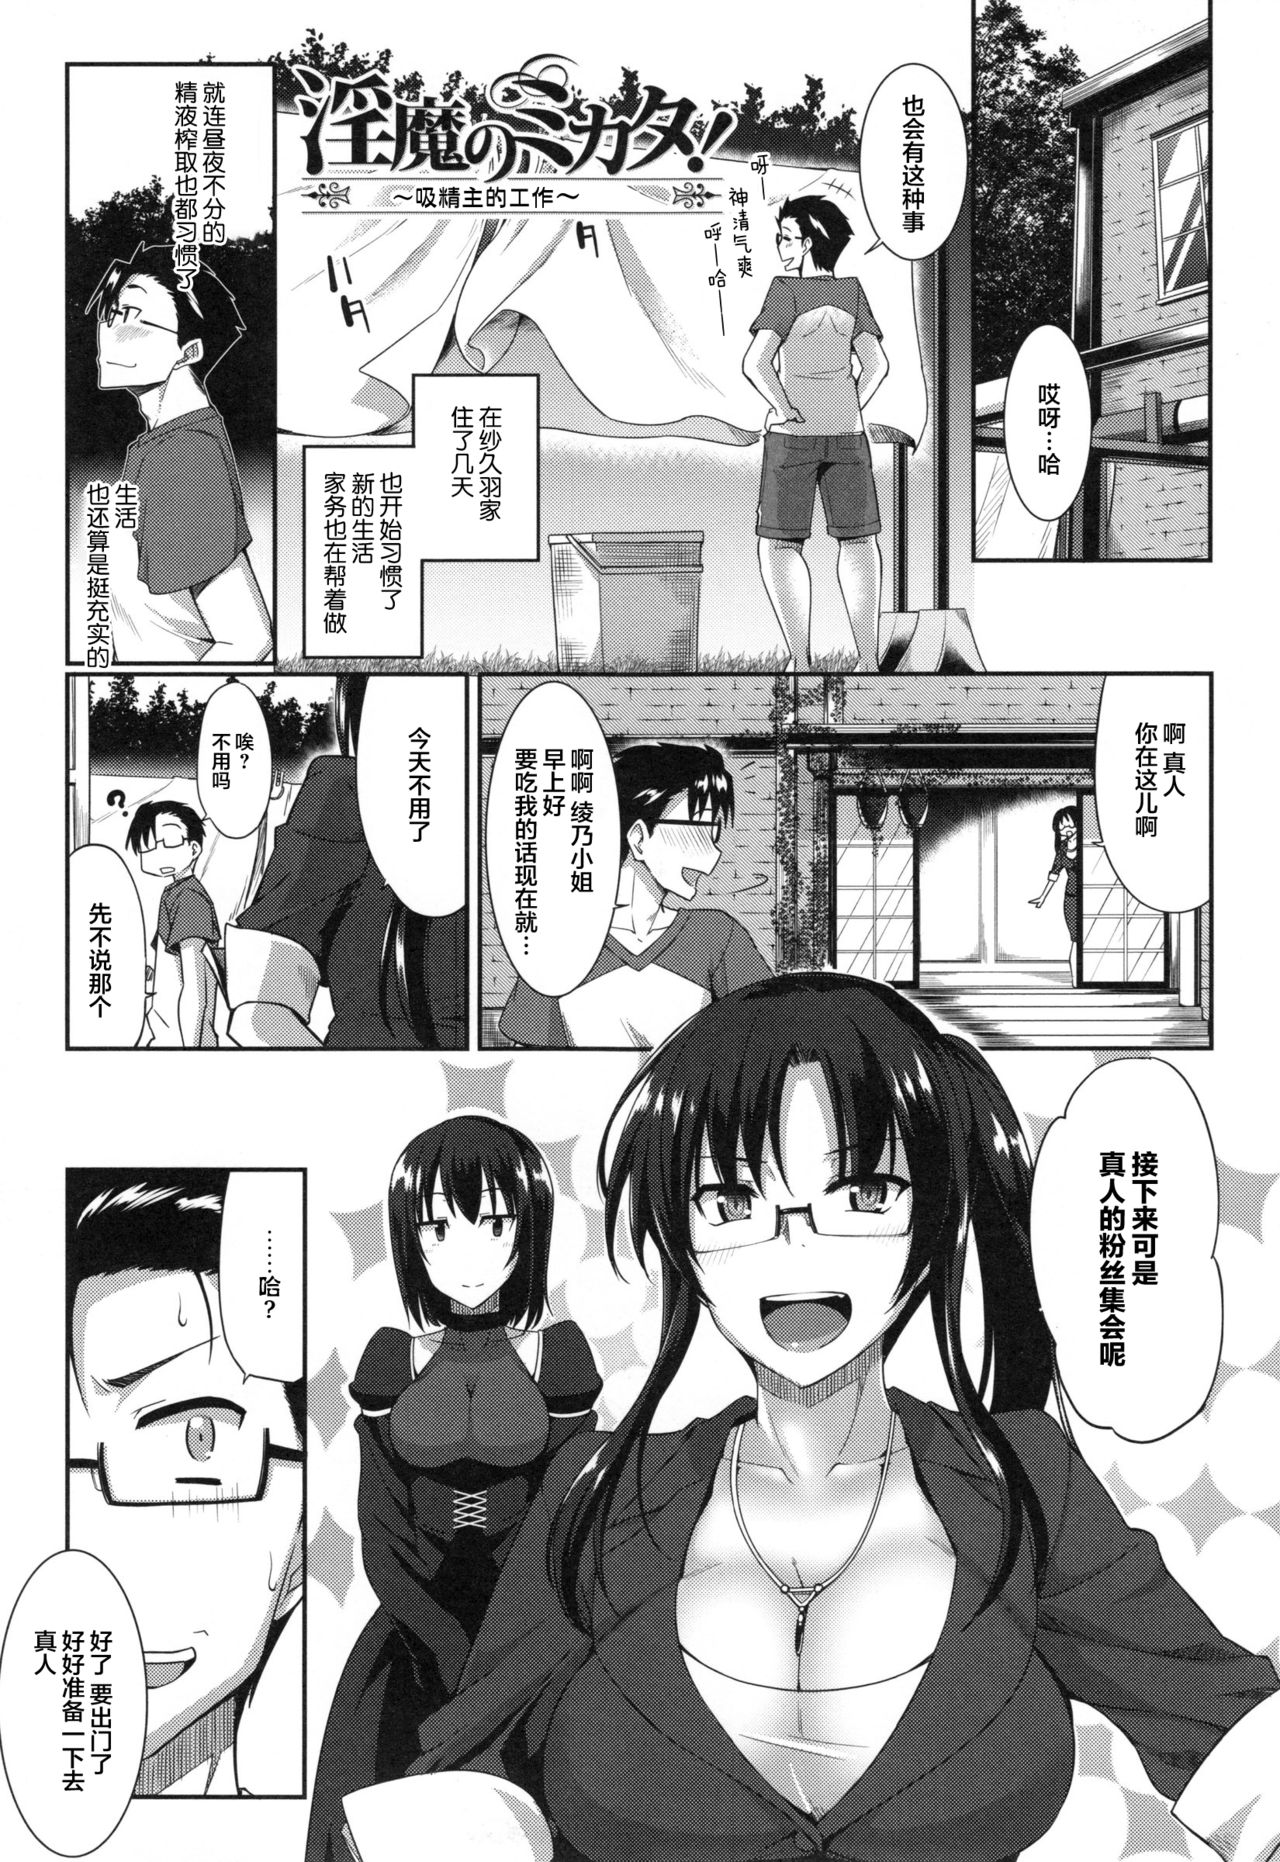 哎呀…哈
也会有这种事
呀—
神清气爽
呼—哈—
淫魔のミカタ!
～吸精主的工作～
パタ
パタ
在纱久羽家
住了几天
也开始习惯了
新的生活
家务也在帮着做
就连昼夜不分的
精液榨取也都习惯了
生活
也还算是挺充实的
啊 真人
你在这儿啊
啊啊 绫乃小姐
早上好
要吃我的话现在就…
今天不用了
唉?
不用吗
?
先不说那个
接下来可是
真人的粉丝集会呢
……哈?
好了 要出门了
好好准备一下去
真人